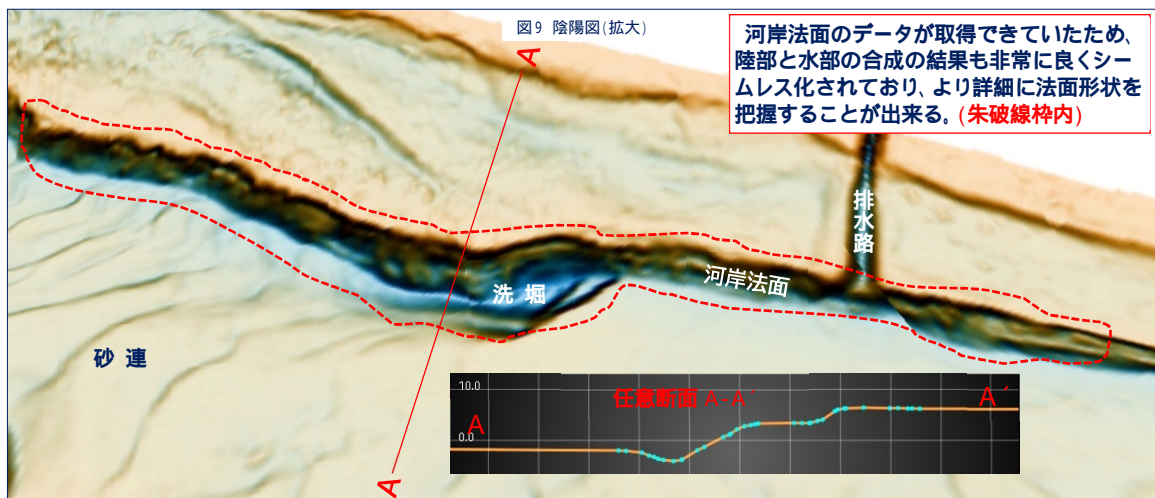 図9 陰陽図(拡大)
河岸法面のデータが取得できていたため、
陸部と水部の合成の結果も非常に良くシー
ムレス化されており、より詳細に法面形状を
把握することが出来る。(朱破線枠内)
A
排水路
河岸法面
洗 堀
砂 連
10.0
任意断面 A-A´
A´
A
0.0
A